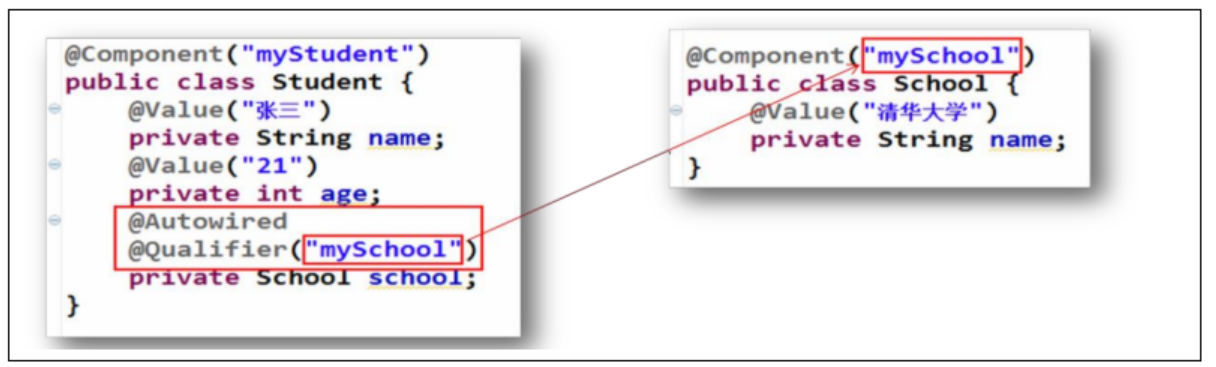 @Component("myStudent")
public class Student {
@Value("张三")
private String name;
@Value("21")
private int age;
@Autowired
@Qualifier("mySchool")
private School school;
}
@Component("mySchool")
public class School {
@Value("清华大学")
private String name;
}